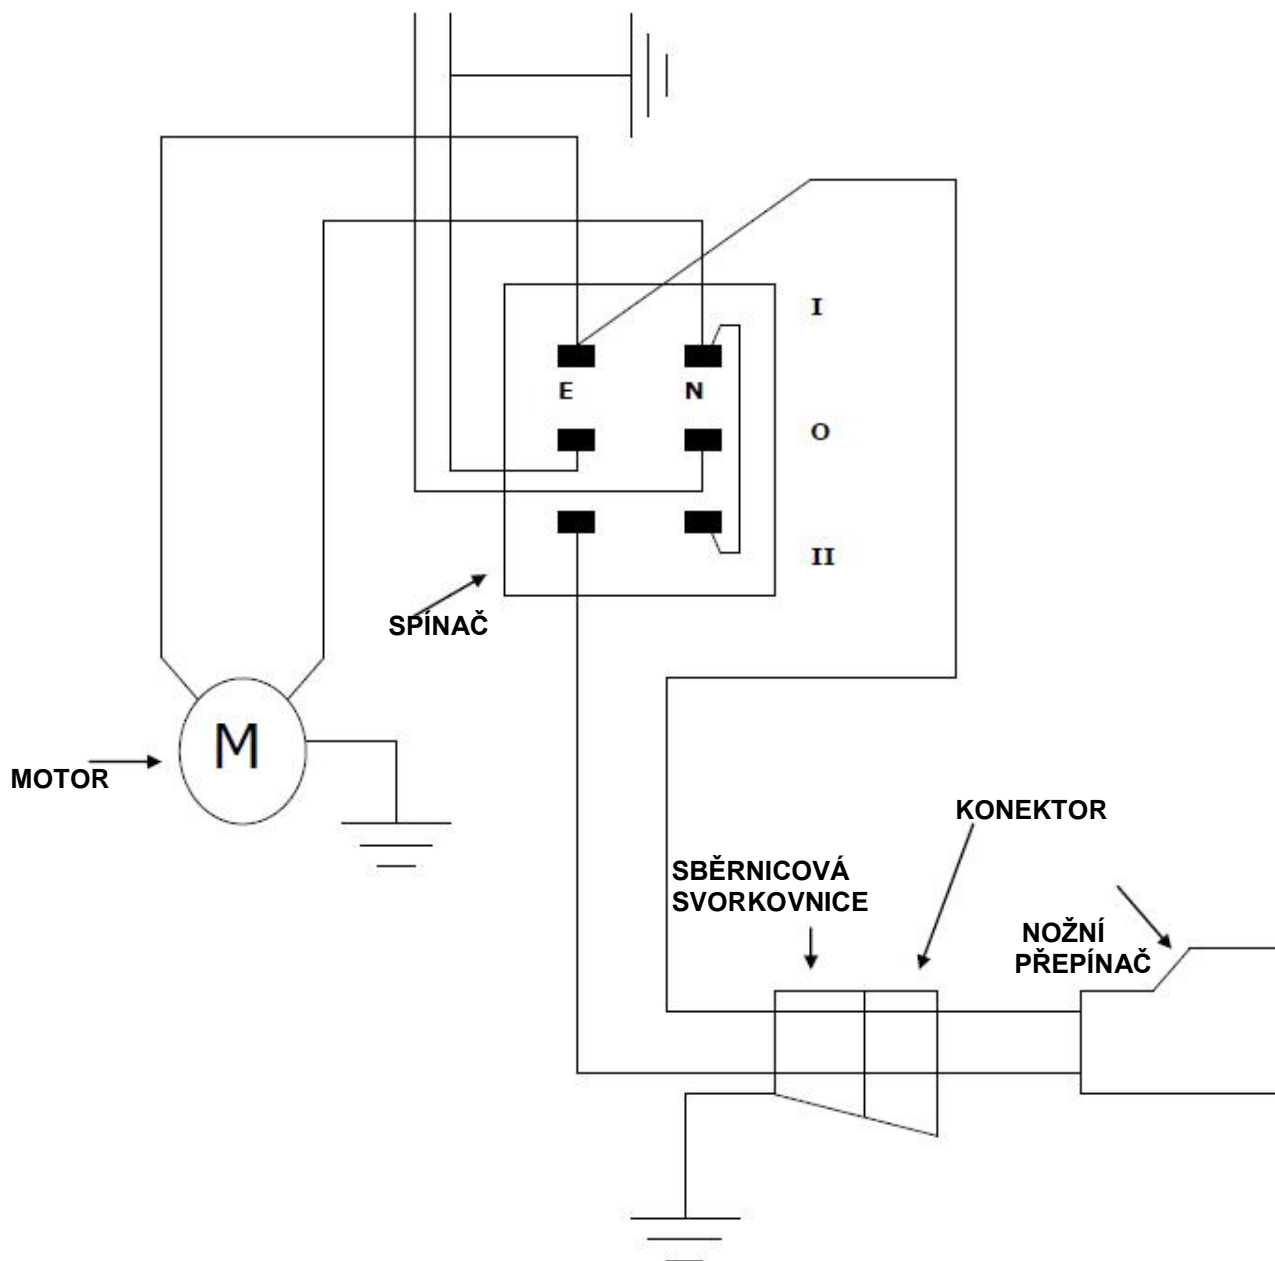 I
E N
O
II
SPÍNAČ
M
MOTOR
KONEKTOR
SBĚRNICOVÁ
SVORKOVNICE
NOŽNÍ
PŘEPÍNAČ